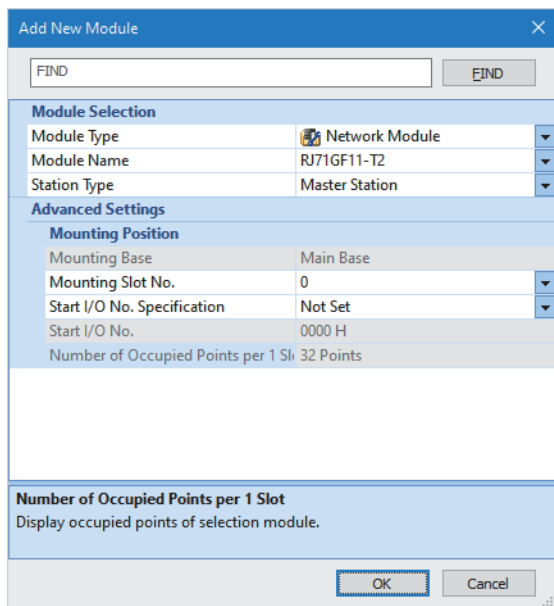 Add New Module
FIND
FIND
Module Selection
Module Type Network Module
Module Name RJ71GF11-T2
Station Type Master Station
Advanced Settings
Mounting Position
Mounting Base Main Base
Mounting Slot No. 0
Start I/O No. Specification Not Set
Start I/O No. 0000 H
Number of Occupied Points per 1 Sl 32 Points
Number of Occupied Points per 1 Slot
Display occupied points of selection module.
OK Cancel